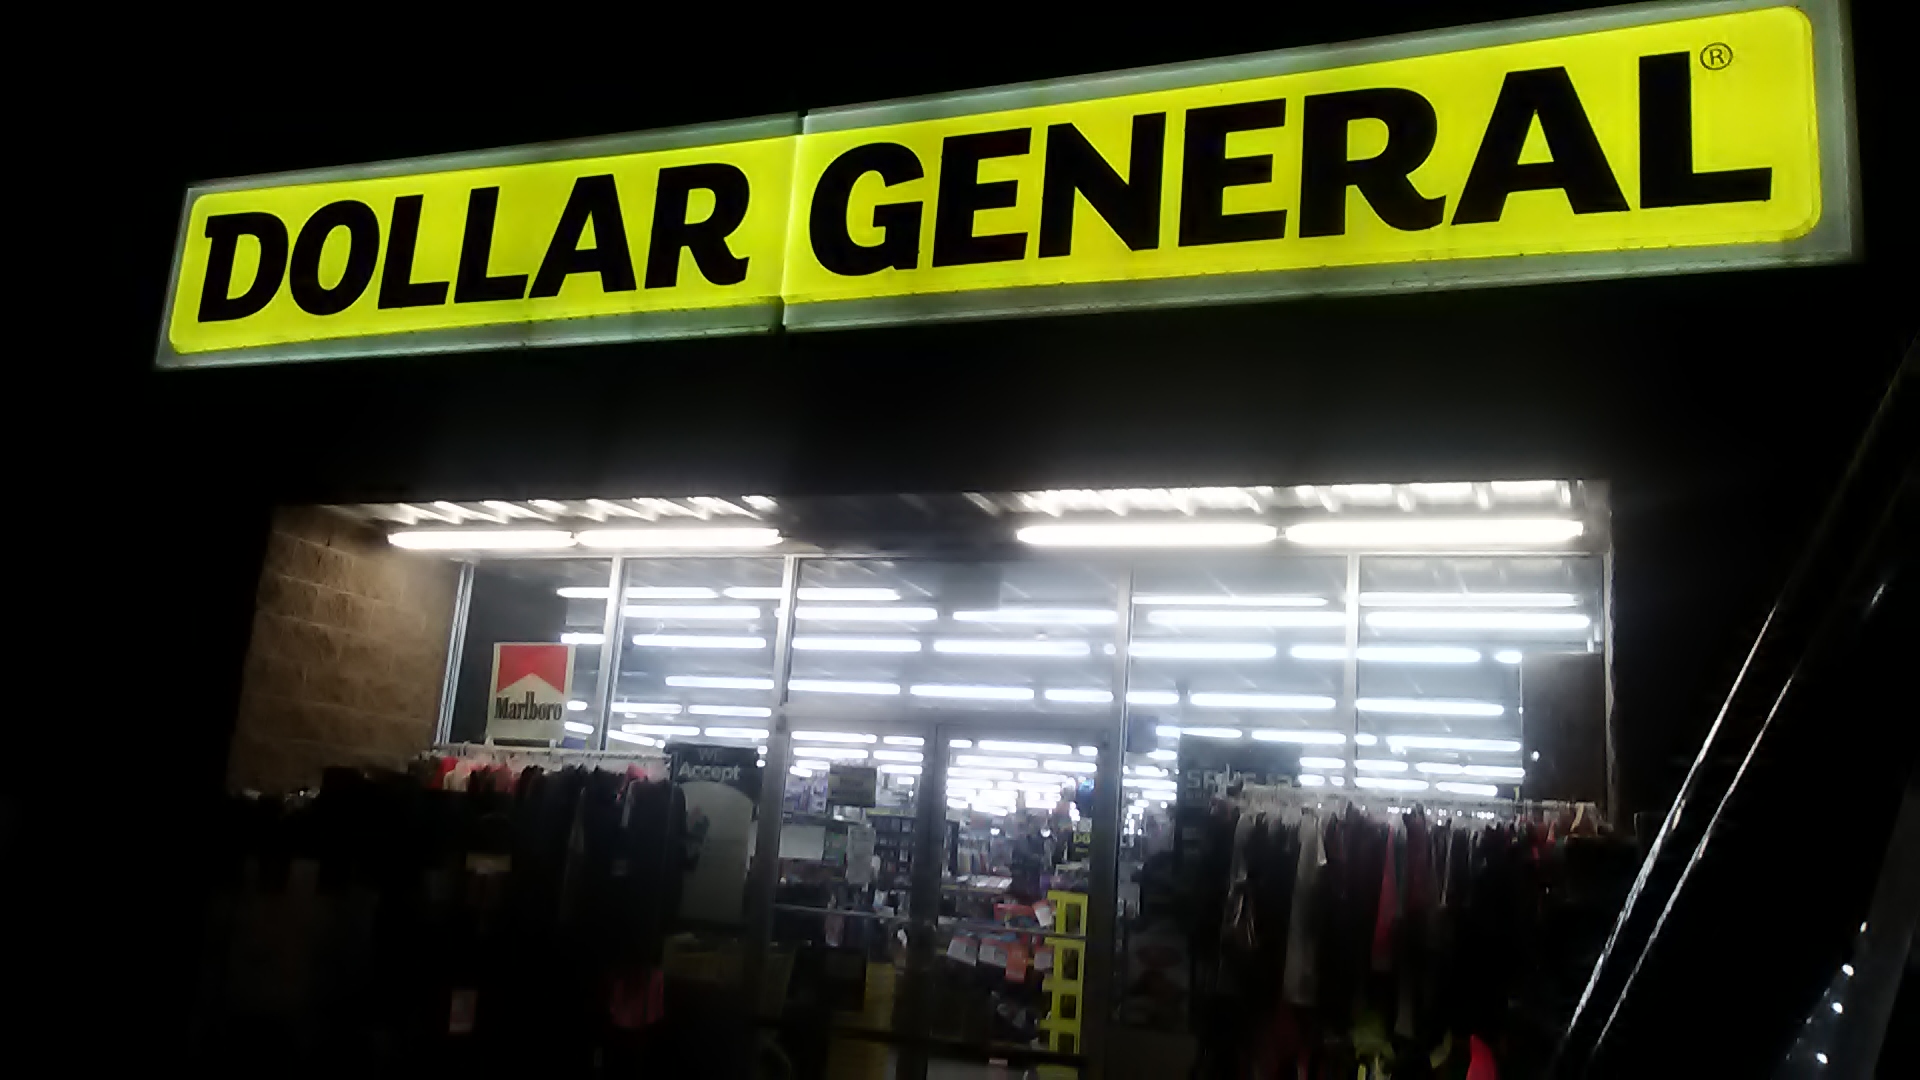 DOLLAR GENERAL®
Marlboro
WE
Accept